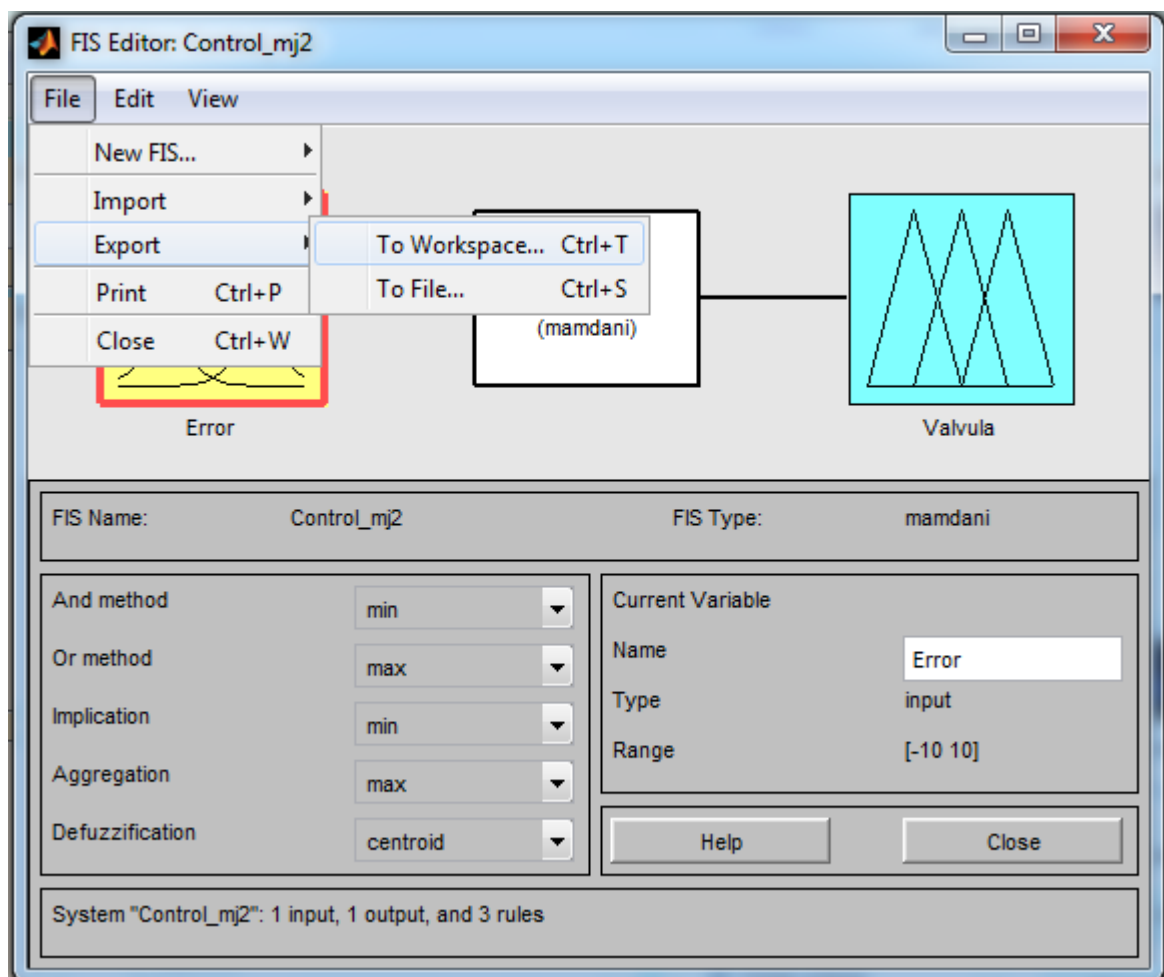 FIS Editor: Control_mj2
File Edit View
New FIS...
Import
Export
To Workspace... Ctrl+T
To File... Ctrl+S
Print Ctrl+P
Close Ctrl+W
(mamdani)
Error
Valvula
FIS Name: Control_mj2 FIS Type: mamdani
And method min
Or method max
Implication min
Aggregation max
Defuzzification centroid
Current Variable
Name Error
Type input
Range [-10 10]
Help Close
System "Control_mj2": 1 input, 1 output, and 3 rules